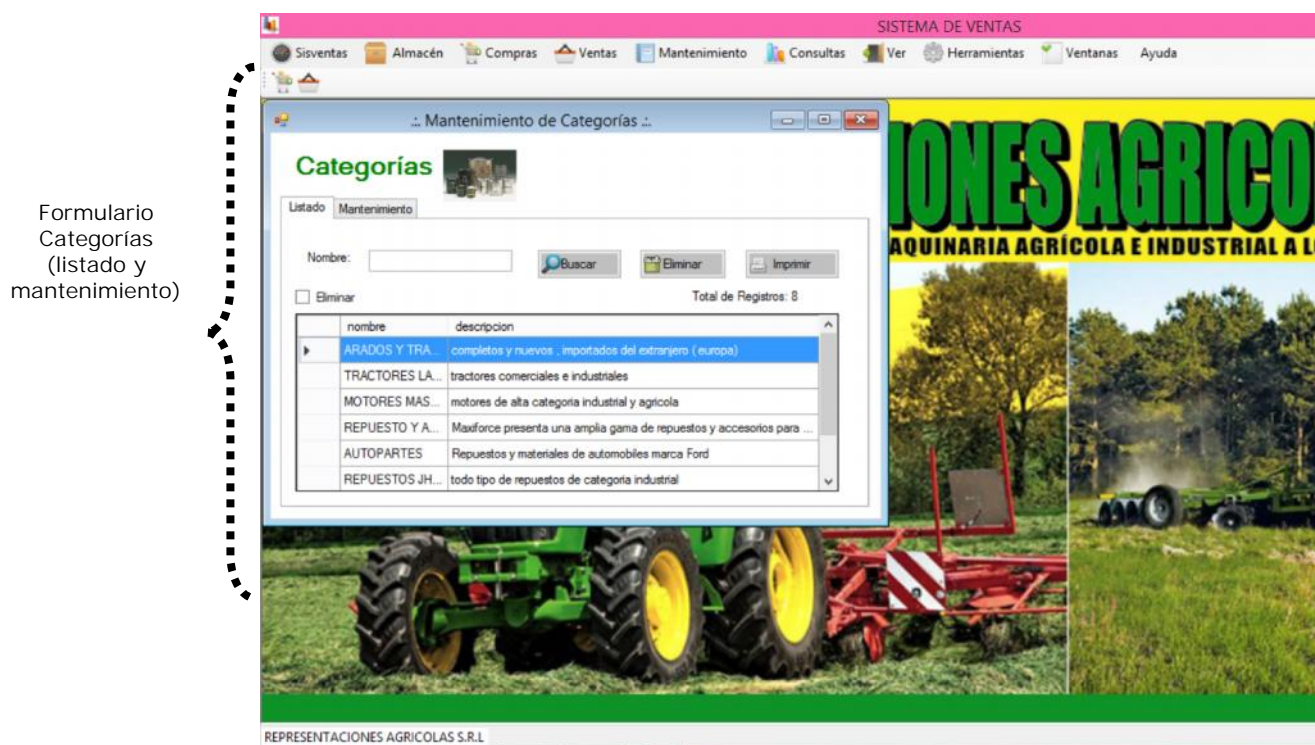 SISTEMA DE VENTAS
Sisventas Almacén Compras Ventas Mantenimiento Consultas Ver Herramientas Ventanas Ayuda
Formulario
Categorías
(listado y
mantenimiento)
.:. Mantenimiento de Categorías .:.
Categorías
Listado Mantenimiento
Nombre: Buscar Eliminar Imprimir
Eliminar Total de Registros: 8
nombre descripcion
ARADOS Y TRA... completos y nuevos , importados del extranjero ( europa)
TRACTORES LA... tractores comerciales e industriales
MOTORES MAS... motores de alta categoria industrial y agricola
REPUESTO Y A... Maxiforce presenta una amplia gama de repuestos y accesorios para ...
AUTOPARTES Repuestos y materiales de automobiles marca Ford
REPUESTOS JH... todo tipo de repuestos de categoria industrial
IONES AGRICO
AQUINARIA AGRÍCOLA E INDUSTRIAL A L
REPRESENTACIONES AGRICOLAS S.R.L